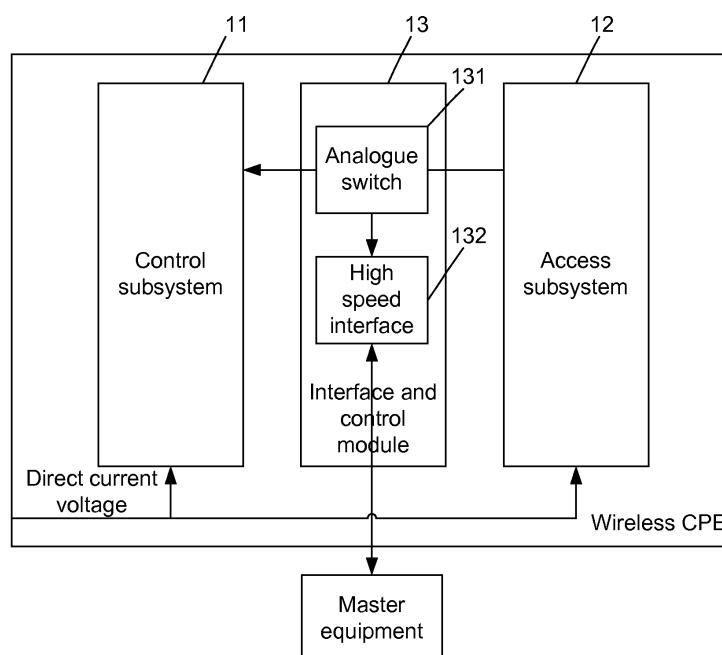 11
13
12
131
Analogue
switch
132
Control
subsystem
High
speed
interface
Access
subsystem
Interface and
control
module
Direct current
voltage
Wireless CPE
Master
equipment